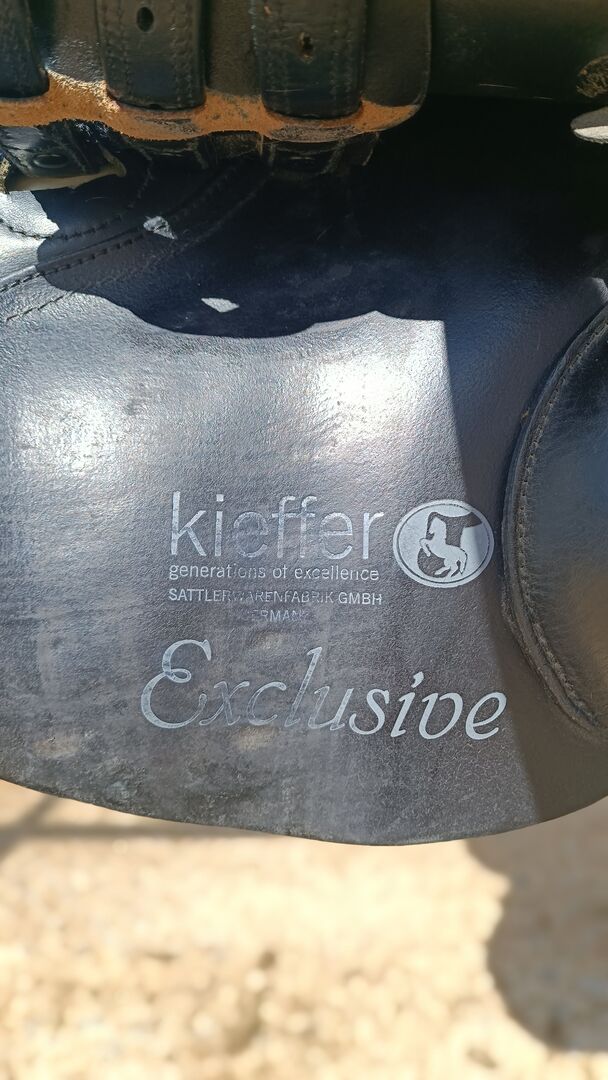 kieffer
generations of excellence
SATTLERWARENFABRIK GMBH
Exclusive